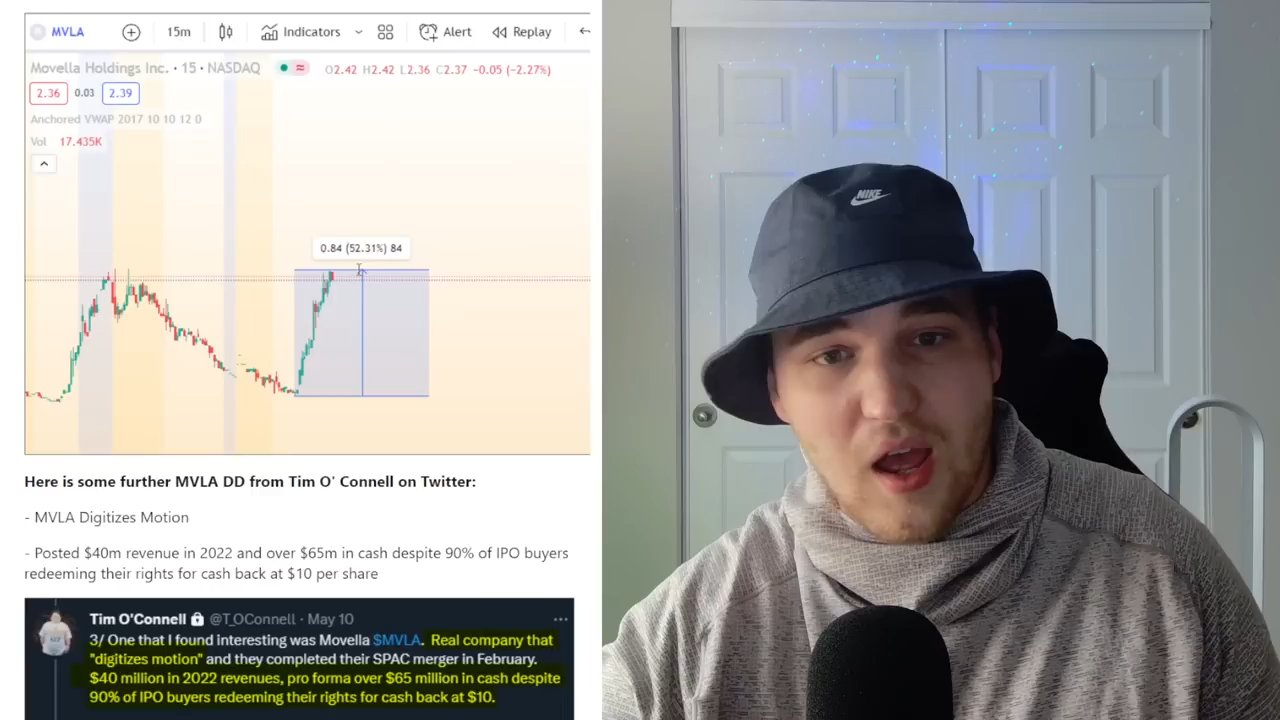 MVLA 15m Indicators Alert Replay
Movella Holdings Inc. · 15 · NASDAQ O2.42 H2.42 L2.36 C2.37 -0.05 (-2.27%)
2.36 0.03 2.39
Anchored VWAP 2017 10 10 12 0
Vol 17.435K
0.84 (52.31%) 84
NIKE
Here is some further MVLA DD from Tim O' Connell on Twitter:
- MVLA Digitizes Motion
- Posted $40m revenue in 2022 and over $65m in cash despite 90% of IPO buyers
redeeming their rights for cash back at $10 per share
Tim O'Connell @T_OConnell · May 10
3/ One that I found interesting was Movella $MVLA. Real company that
"digitizes motion" and they completed their SPAC merger in February.
$40 million in 2022 revenues, pro forma over $65 million in cash despite
90% of IPO buyers redeeming their rights for cash back at $10.